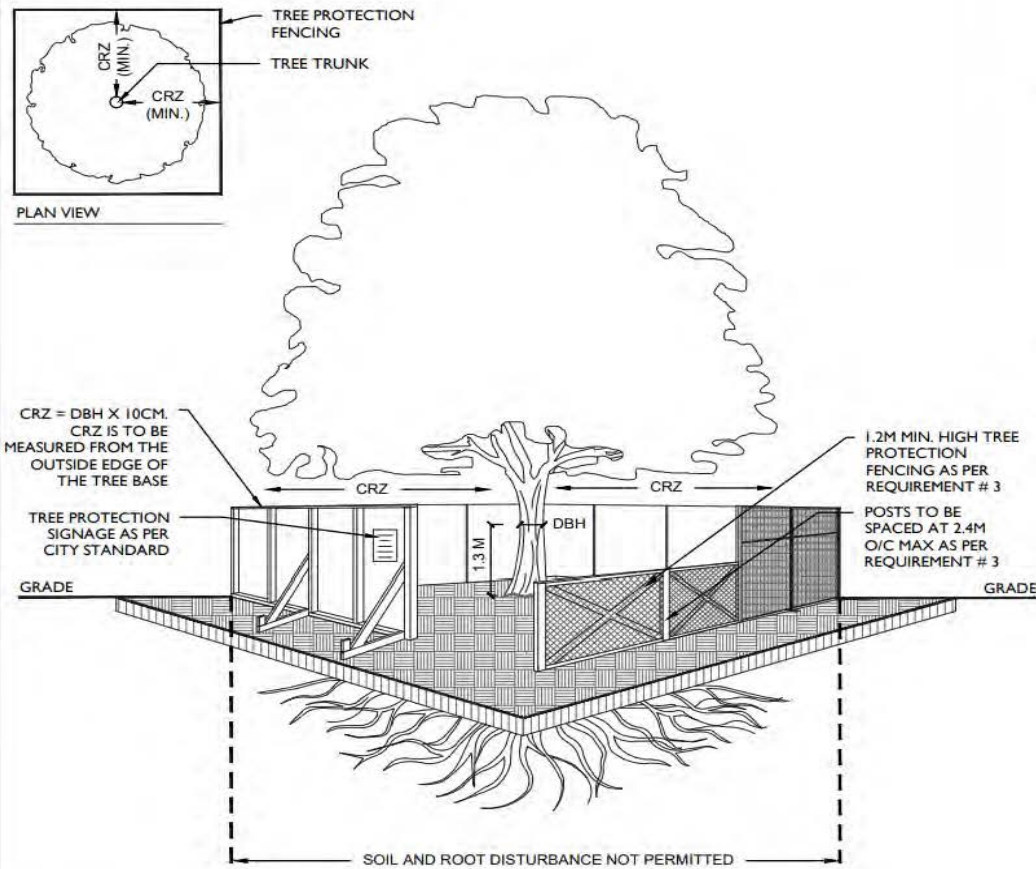 TREE PROTECTION
FENCING
TREE TRUNK
CRZ
(MIN.)
CRZ
(MIN.)
PLAN VIEW
CRZ = DBH X 10CM.
CRZ IS TO BE
MEASURED FROM THE
OUTSIDE EDGE OF
THE TREE BASE
TREE PROTECTION
SIGNAGE AS PER
CITY STANDARD
GRADE
CRZ
CRZ
DBH
1.3 M
1.2M MIN. HIGH TREE
PROTECTION
FENCING AS PER
REQUIREMENT # 3
POSTS TO BE
SPACED AT 2.4M
O/C MAX AS PER
REQUIREMENT # 3
GRADE
SOIL AND ROOT DISTURBANCE NOT PERMITTED